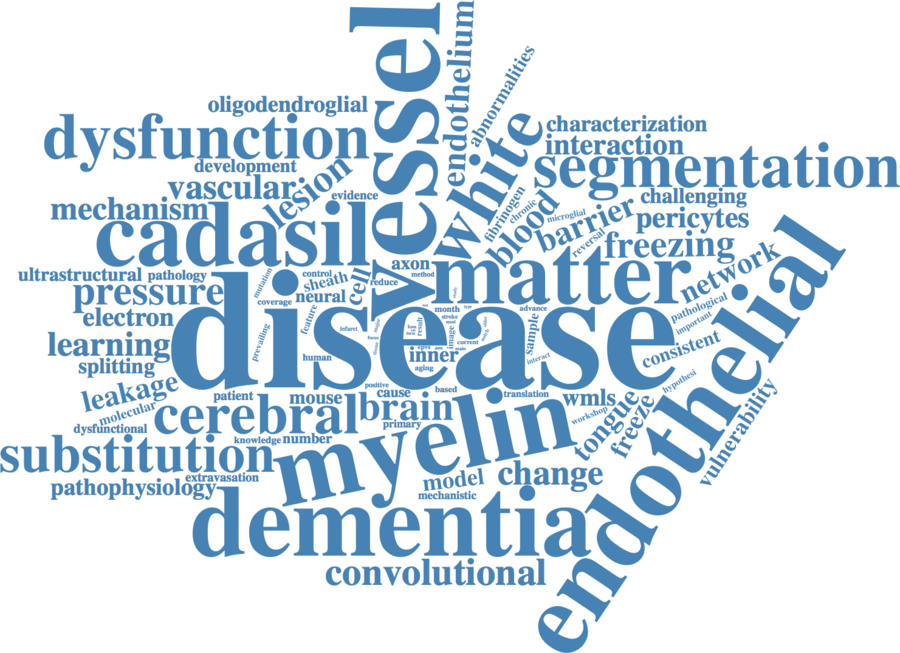 vessel
endothelium
abnormalities
oligodendroglial
dysfunction
white
characterization
interaction
segmentation
development
vascular
lesion
evidence
fibrinogen
chronic
microglial
blood
barrier
reversal
challenging
pericytes
mechanism
cadasil
freezing
network
matter
axon
method
ultrastructural
pathology
mutation
control
sheath
cell
reduce
pressure
coverage
neural
disease
endothelial
pathological
important
electron
feature
infarct
month
stroke
result
image
current
advance
sample
consistent
learning
prevailing
human
inner
aging
interact
splitting
leakage
molecular
patient
mouse
positive
cause
based
translation
wmls
hypothesi
vulnerability
dysfunctional
cerebral
brain
primary
myelin
workshop
tongue
freeze
knowledge
number
substitution
extravasation
pathophysiology
model
change
mechanistic
dementia
convolutional